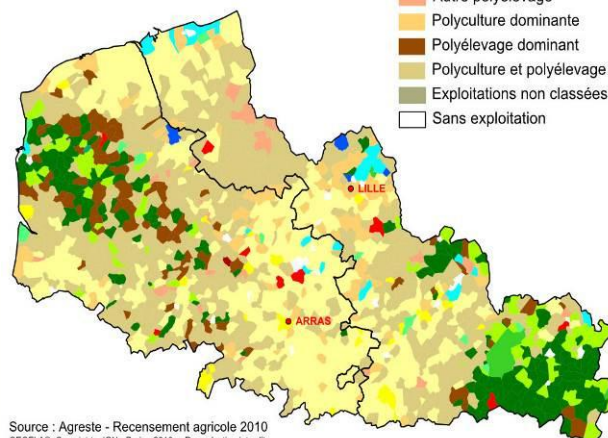 Autre polyélevage
Polyculture dominante
Polyélevage dominant
Polyculture et polyélevage
Exploitations non classées
Sans exploitation
LILLE
ARRAS
Source : Agreste - Recensement agricole 2010